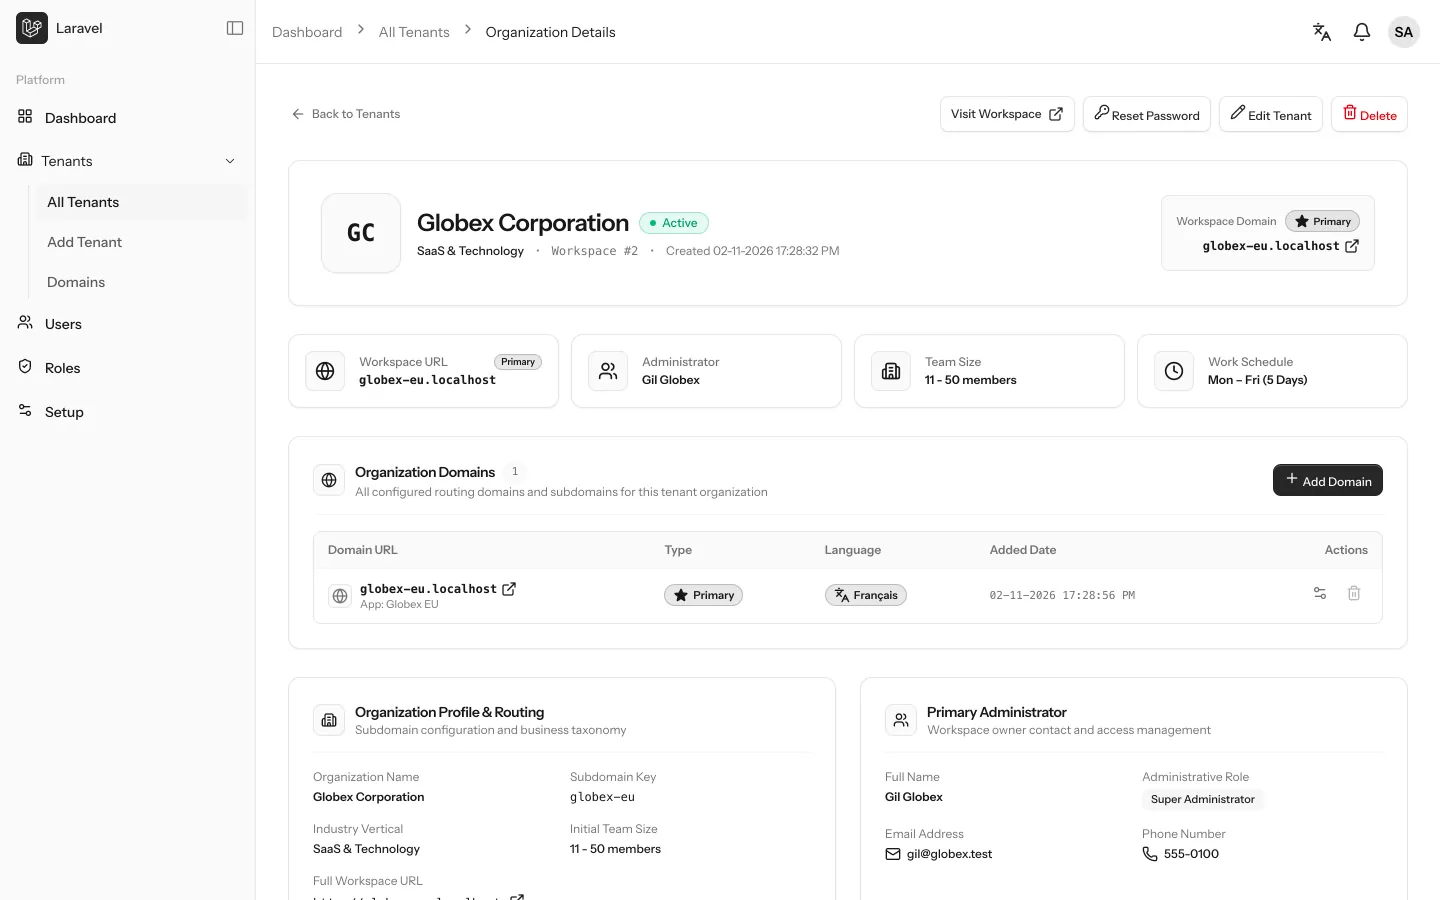 Laravel
Dashboard
All Tenants
Organization Details
SA
Platform
Dashboard
Tenants
All Tenants
Add Tenant
Domains
Users
Roles
Setup
Back to Tenants
Visit Workspace
Reset Password
Edit Tenant
Delete
GC
Globex Corporation
Active
SaaS & Technology • Workspace #2 • Created 02-11-2026 17:28:32 PM
Workspace Domain
Primary
globex-eu.localhost
Workspace URL
Primary
globex-eu.localhost
Administrator
Gil Globex
Team Size
11 - 50 members
Work Schedule
Mon – Fri (5 Days)
Organization Domains 1
All configured routing domains and subdomains for this tenant organization
Add Domain
Domain URL
Type
Language
Added Date
Actions
globex-eu.localhost
App: Globex EU
Primary
Français
02-11-2026 17:28:56 PM
Organization Profile & Routing
Subdomain configuration and business taxonomy
Organization Name
Globex Corporation
Subdomain Key
globex-eu
Industry Vertical
SaaS & Technology
Initial Team Size
11 - 50 members
Full Workspace URL
Primary Administrator
Workspace owner contact and access management
Full Name
Gil Globex
Administrative Role
Super Administrator
Email Address
gil@globex.test
Phone Number
555-0100